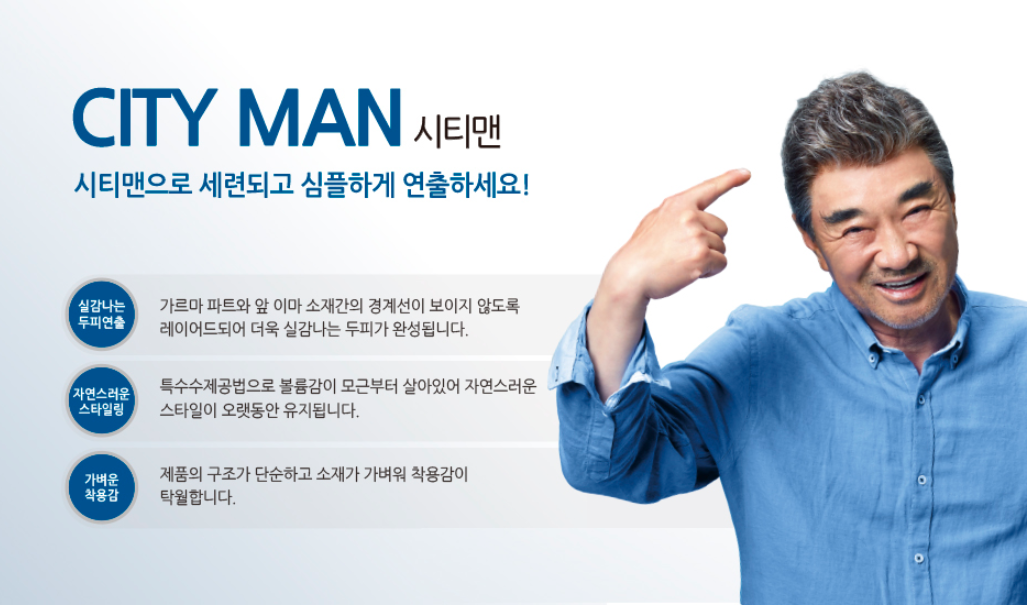 CITY MAN 시티맨
시티맨으로 세련되고 심플하게 연출하세요!
실감나는
두피연출
가르마 파트와 앞 이마 소재간의 경계선이 보이지 않도록
레이어드되어 더욱 실감나는 두피가 완성됩니다.
자연스러운
스타일링
특수수제공법으로 볼륨감이 모근부터 살아있어 자연스러운
스타일이 오랫동안 유지됩니다.
가벼운
착용감
제품의 구조가 단순하고 소재가 가벼워 착용감이
탁월합니다.